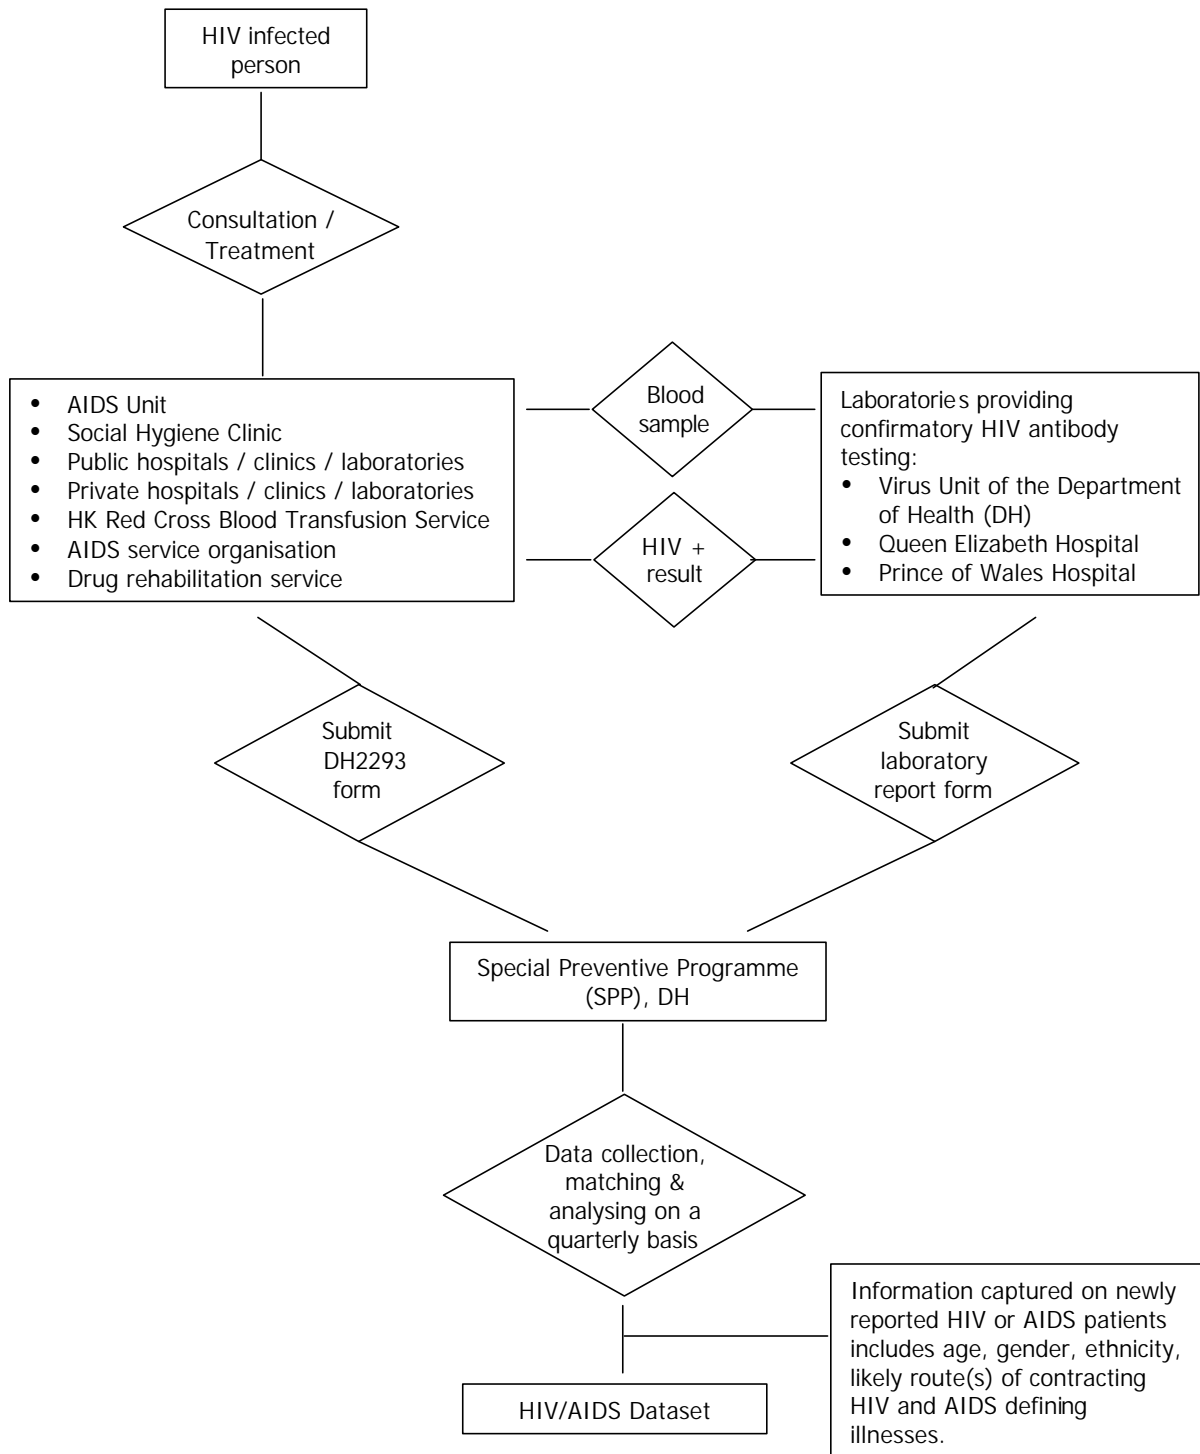 HIV infected
person
Consultation /
Treatment
• AIDS Unit
• Social Hygiene Clinic
• Public hospitals / clinics / laboratories
• Private hospitals / clinics / laboratories
• HK Red Cross Blood Transfusion Service
• AIDS service organisation
• Drug rehabilitation service
Blood
sample
HIV +
result
Laboratories providing
confirmatory HIV antibody
testing:
• Virus Unit of the Department
of Health (DH)
• Queen Elizabeth Hospital
• Prince of Wales Hospital
Submit
DH2293
form
Submit
laboratory
report form
Special Preventive Programme
(SPP), DH
Data collection,
matching &
analysing on a
quarterly basis
Information captured on newly
reported HIV or AIDS patients
includes age, gender, ethnicity,
likely route(s) of contracting
HIV and AIDS defining
illnesses.
HIV/AIDS Dataset